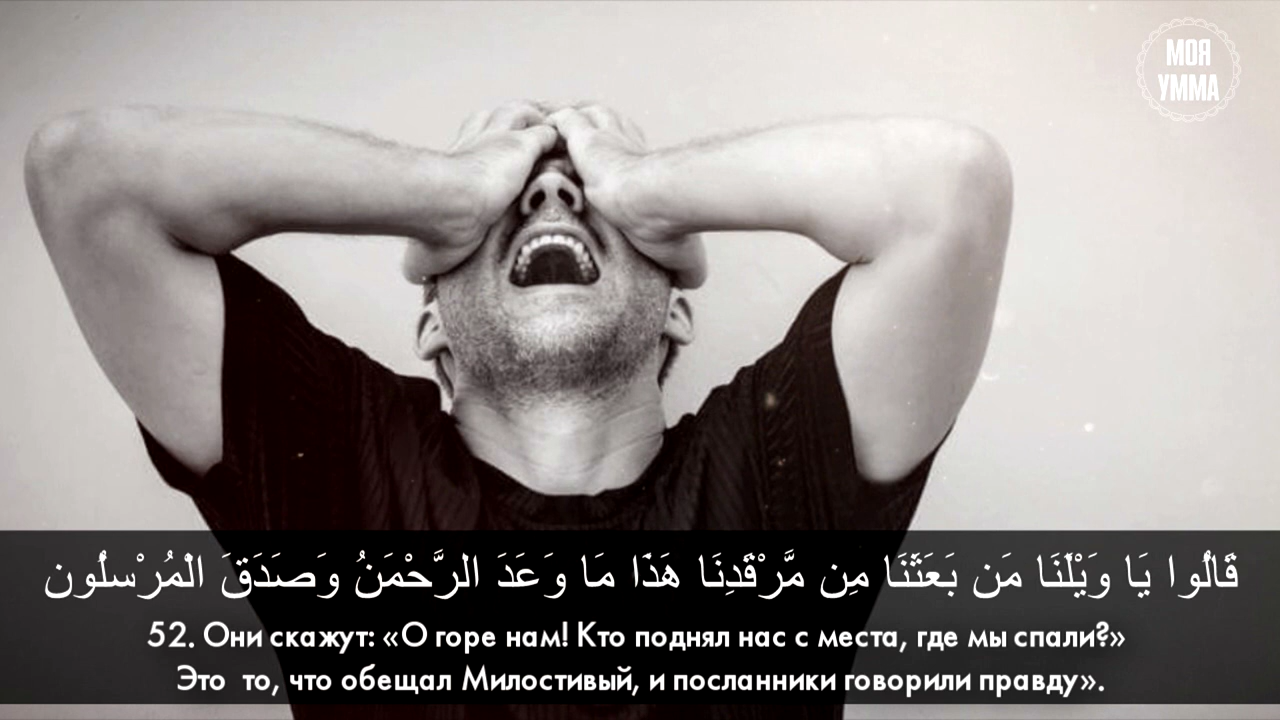 МОЯ
УММА
قَالُوا يَا وَيْلَنَا مَن بَعَثَنَا مِن مَّرْقَدِنَا هَذَا مَا وَعَدَ الرَّحْمَنُ وَصَدَقَ الْمُرْسَلُون
52. Они скажут: «О горе нам! Кто поднял нас с места, где мы спали?»
Это то, что обещал Милостивый, и посланники говорили правду».